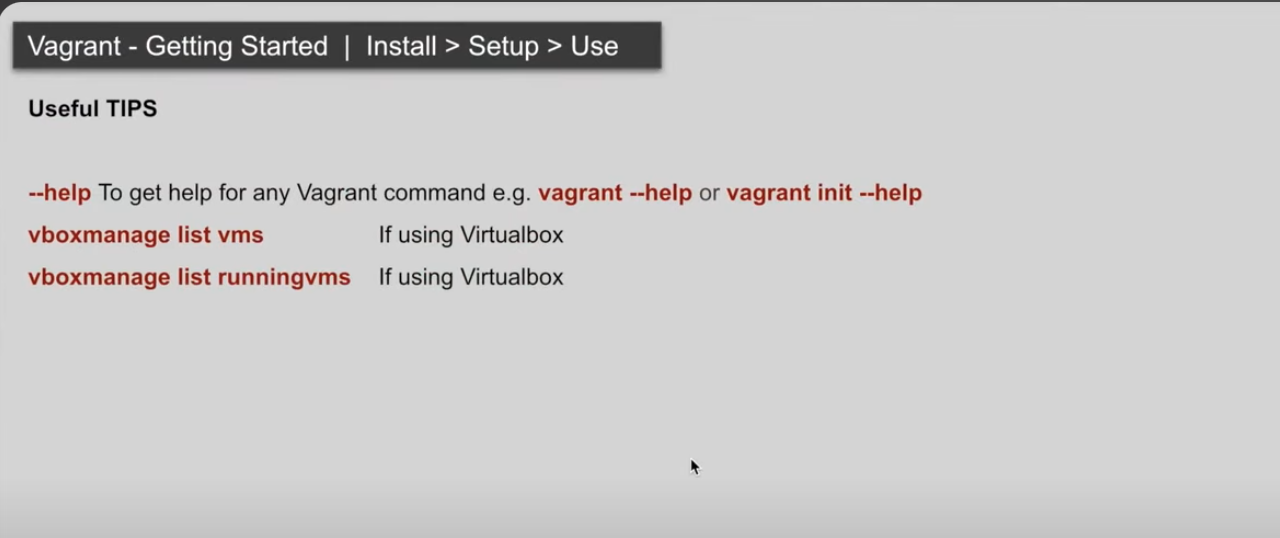 Vagrant - Getting Started | Install > Setup > Use
Useful TIPS
--help To get help for any Vagrant command e.g. vagrant --help or vagrant init --help
vboxmanage list vms If using Virtualbox
vboxmanage list runningvms If using Virtualbox